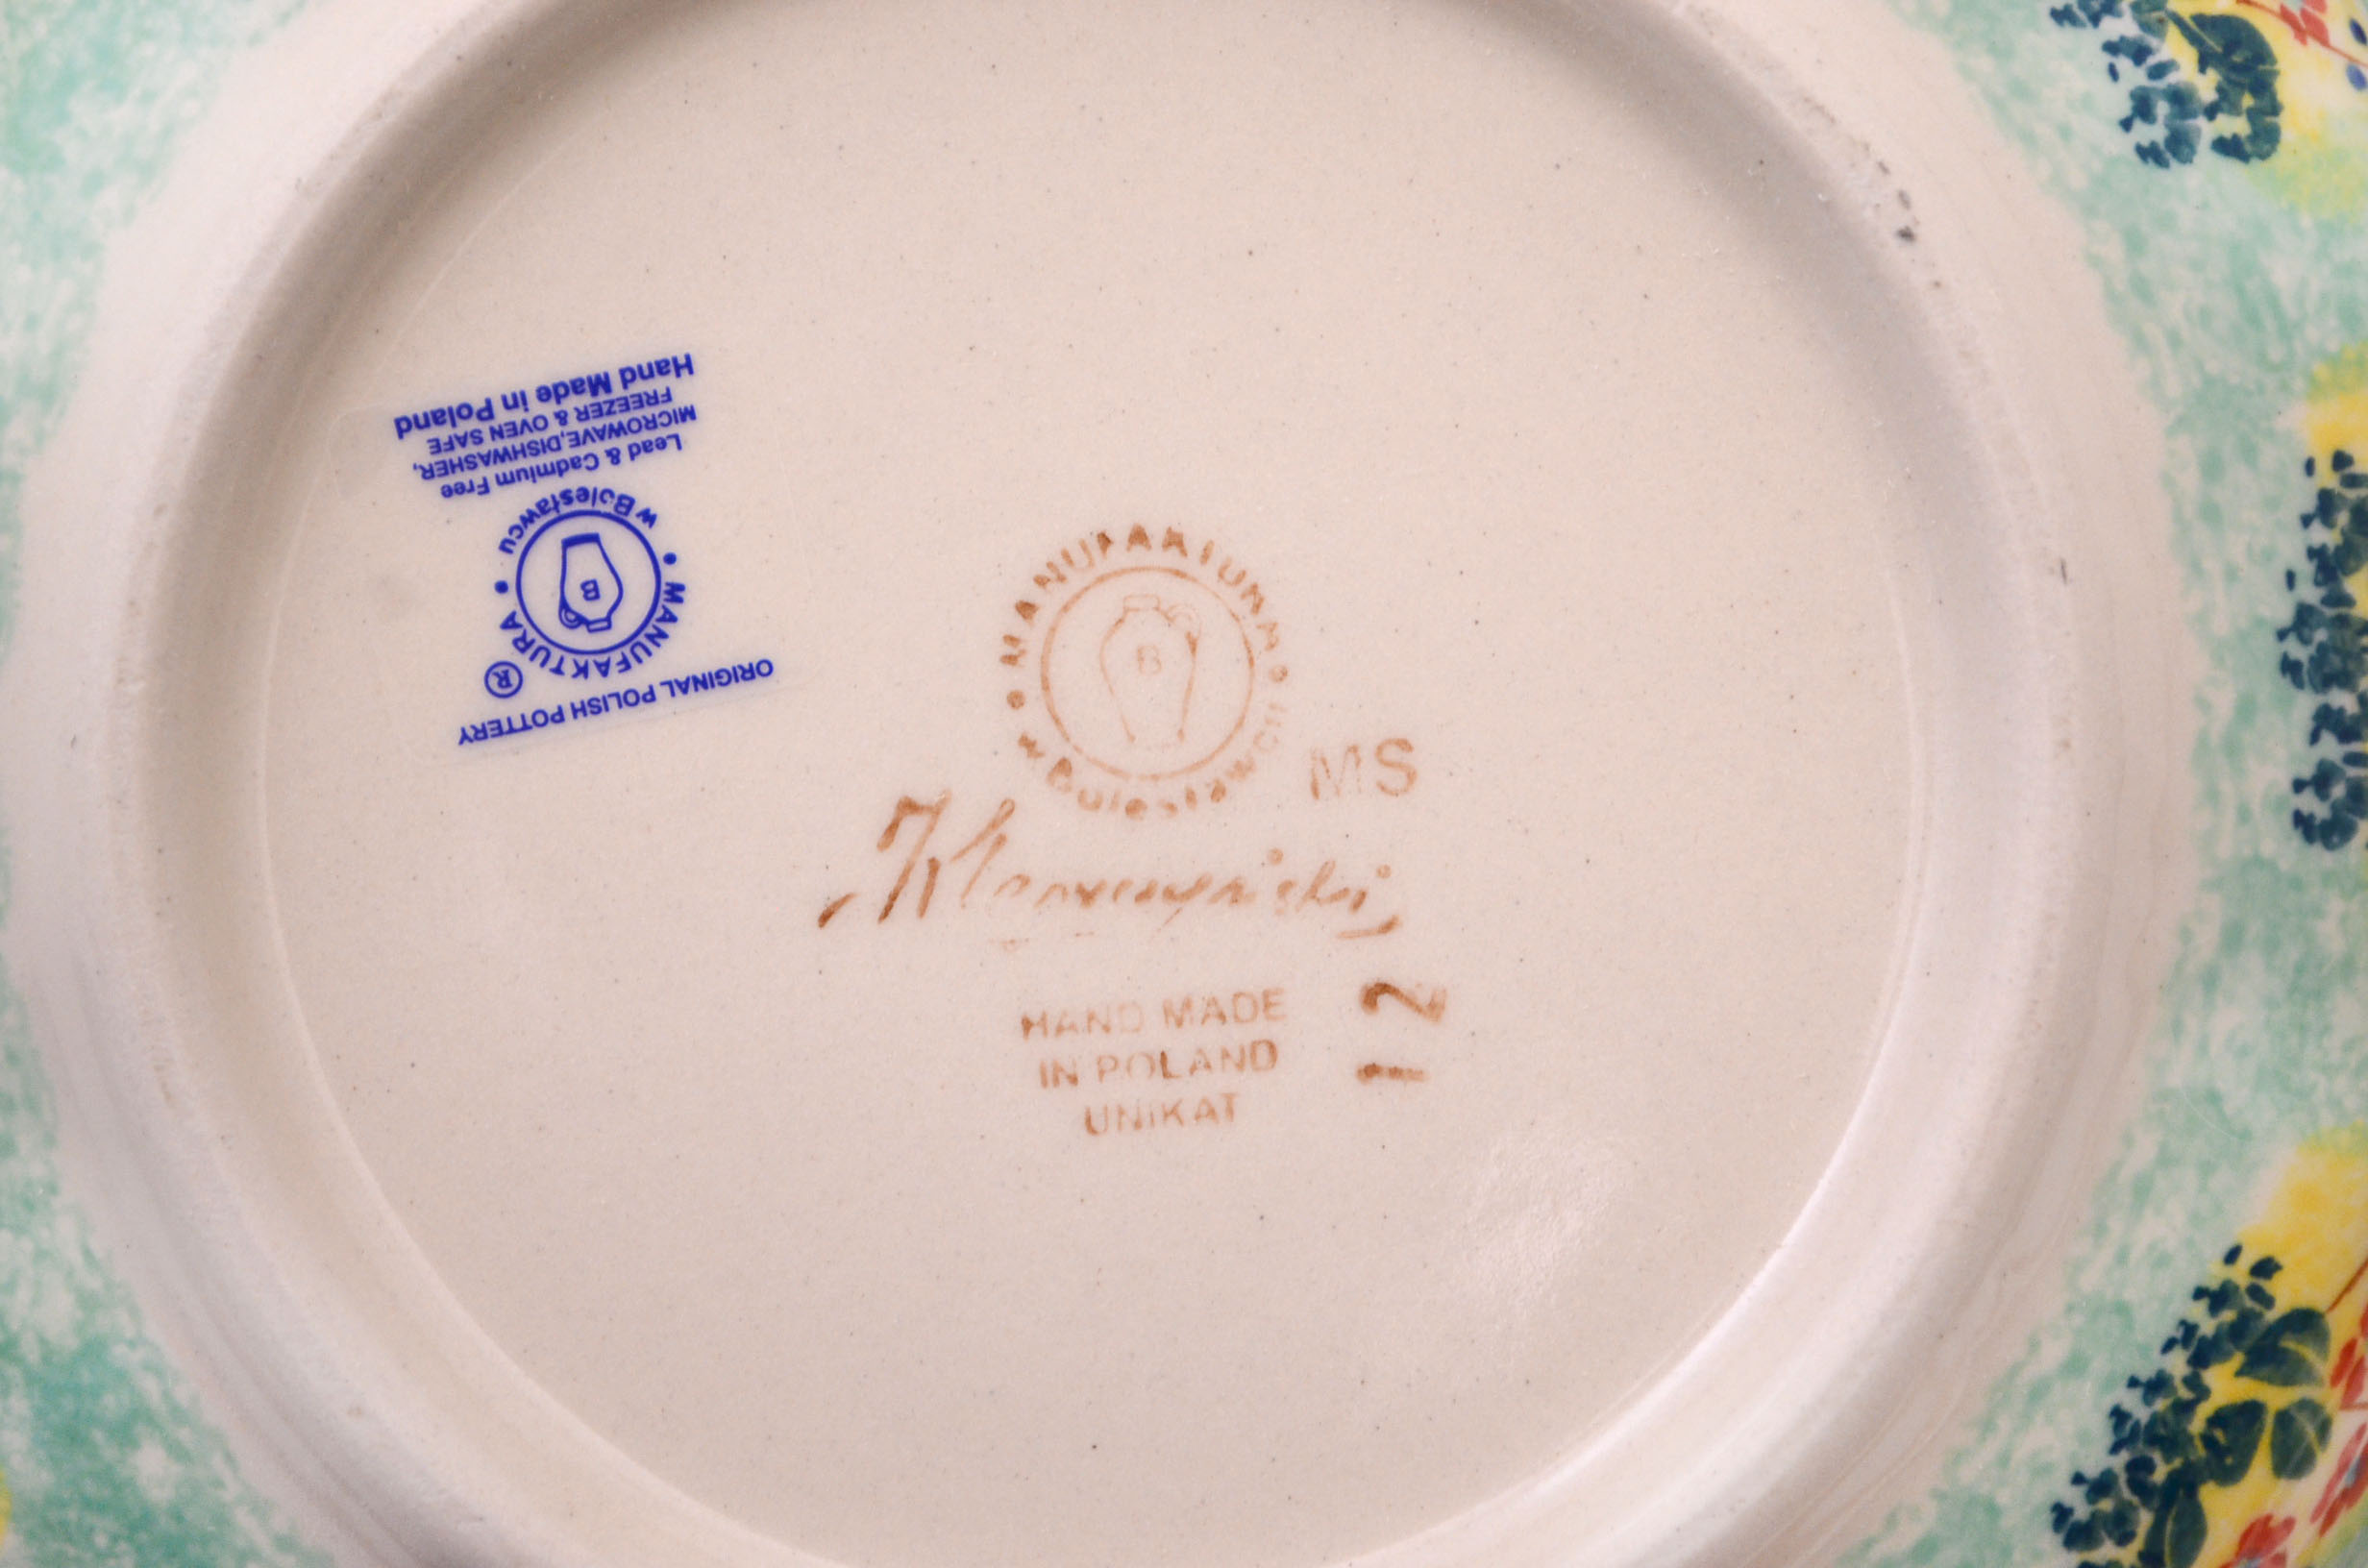 ORIGINAL POLISH POTTERY
MANUFAKTURA ®
B
w Bolesławcu
Lead & Cadmium Free
MICROWAVE,DISHWASHER,
FREEZER & OVEN SAFE
Hand Made in Poland
MANUFAKTURA
B
w Bolesławcu
MS
HAND MADE
IN POLAND
UNIKAT
12